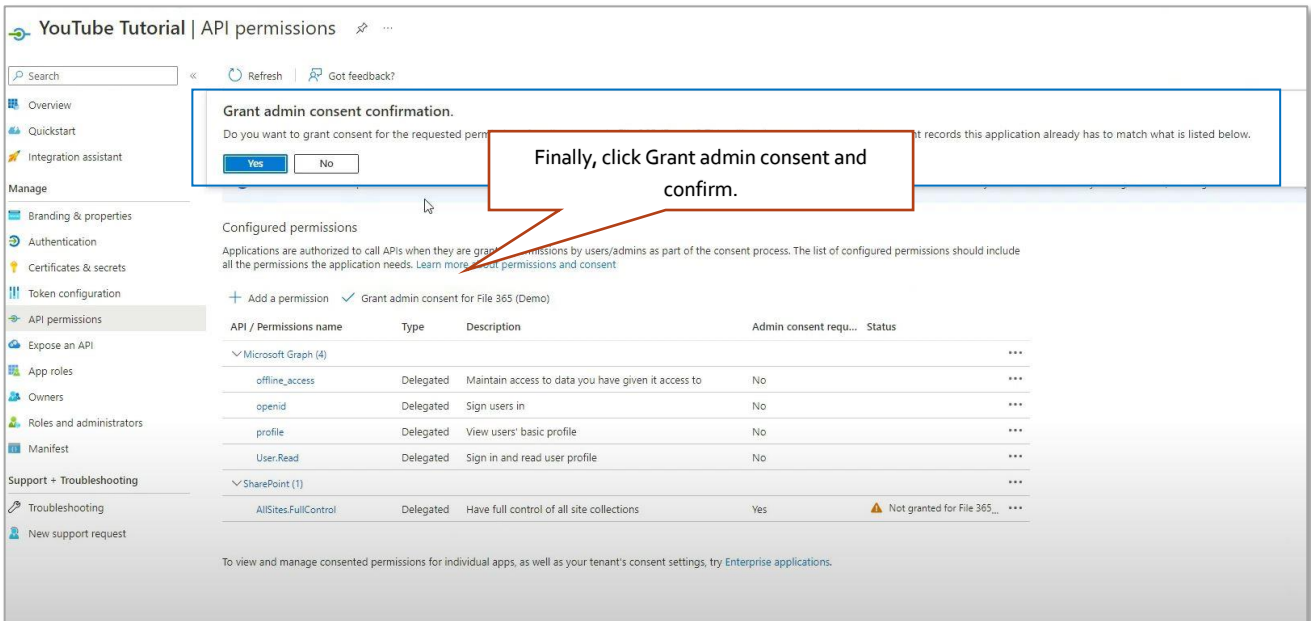 YouTube Tutorial | API permissions
Search
Refresh
Got feedback?
Overview
Quickstart
Integration assistant
Manage
Branding & properties
Authentication
Certificates & secrets
Token configuration
API permissions
Expose an API
App roles
Owners
Roles and administrators
Manifest
Support + Troubleshooting
Troubleshooting
New support request
Grant admin consent confirmation.
Do you want to grant consent for the requested perm
nt records this application already has to match what is listed below.
Yes
No
Finally, click Grant admin consent and
confirm.
Configured permissions
Applications are authorized to call APIs when they are gran missions by users/admins as part of the consent process. The list of configured permissions should include
all the permissions the application needs. Learn more about permissions and consent
Add a permission
Grant admin consent for File 365 (Demo)
API / Permissions name Type Description Admin consent requ... Status
Microsoft Graph (4)
offline_access Delegated Maintain access to data you have given it access to No
openid Delegated Sign users in No
profile Delegated View users' basic profile No
User.Read Delegated Sign in and read user profile No
SharePoint (1)
AllSites.FullControl Delegated Have full control of all site collections Yes Not granted for File 365...
To view and manage consented permissions for individual apps, as well as your tenant's consent settings, try Enterprise applications.